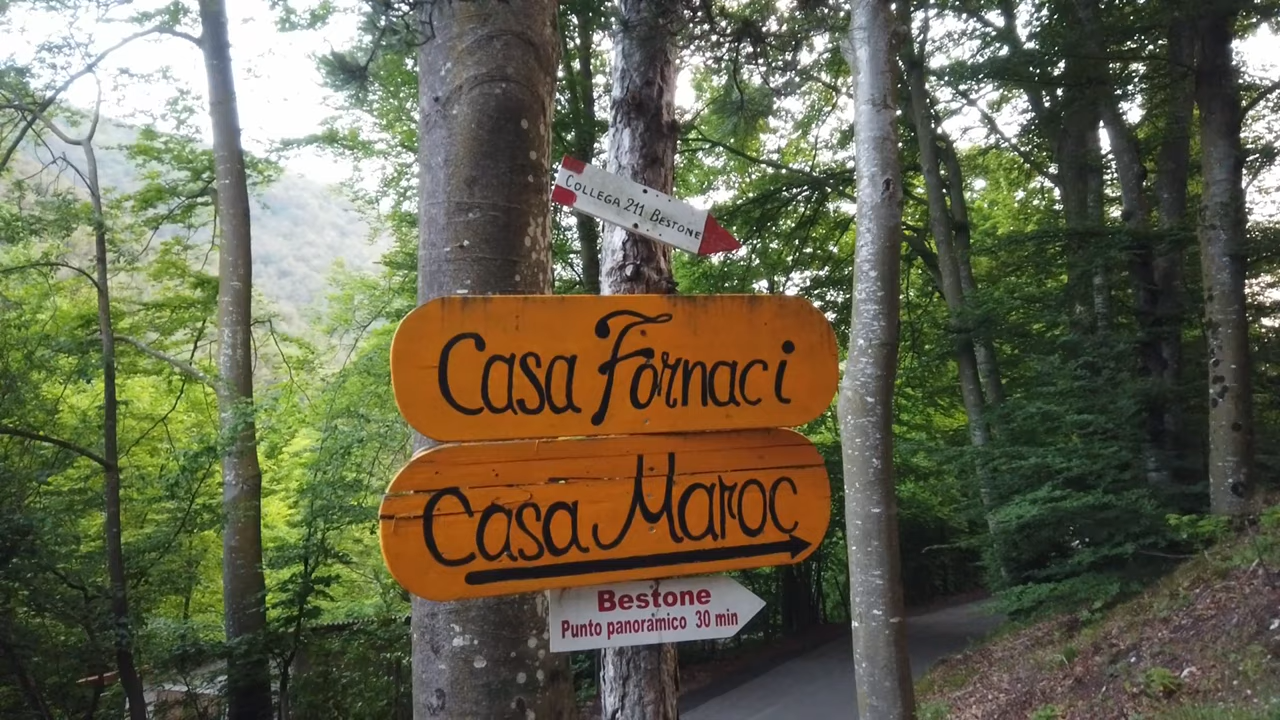 COLLEGA 211 BESTONE
Casa Fornaci
Casa Maroc
Bestone
Punto panoramico 30 min